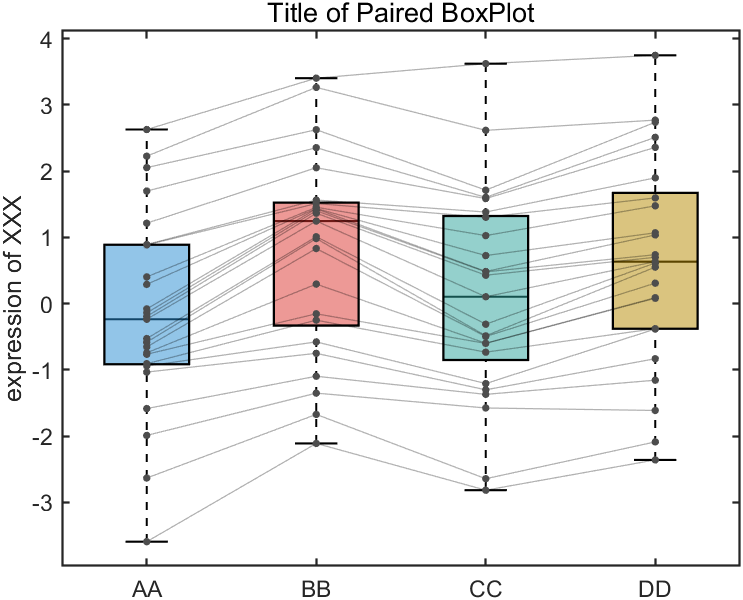 Title of Paired BoxPlot
expression of XXX
4
3
2
1
0
-1
-2
-3
AA BB CC DD